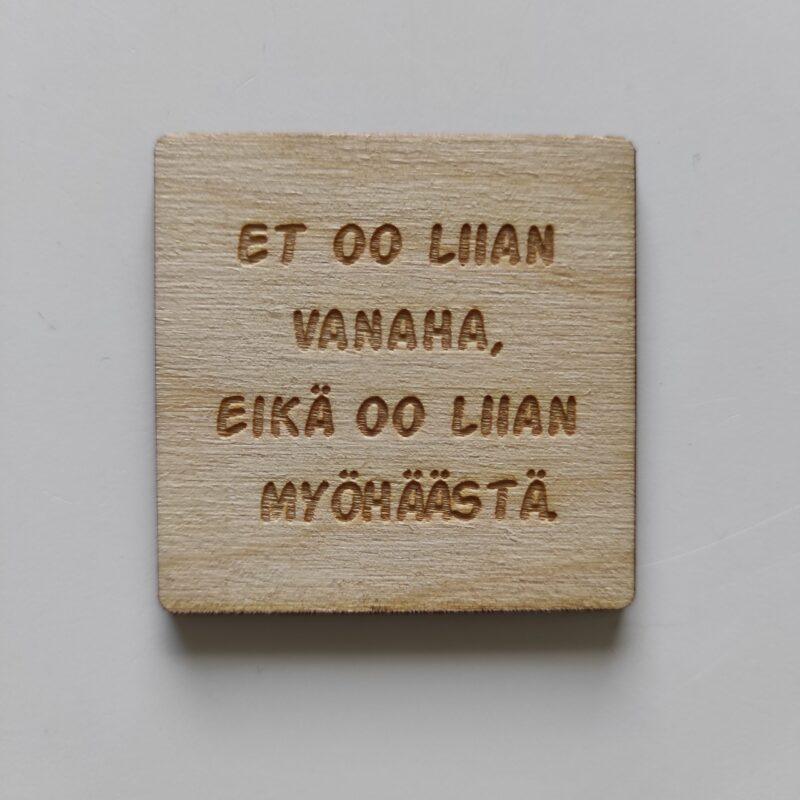 ET OO LIIAN
VANAHA,
EIKÄ OO LIIAN
MYÖHÄÄSTÄ.